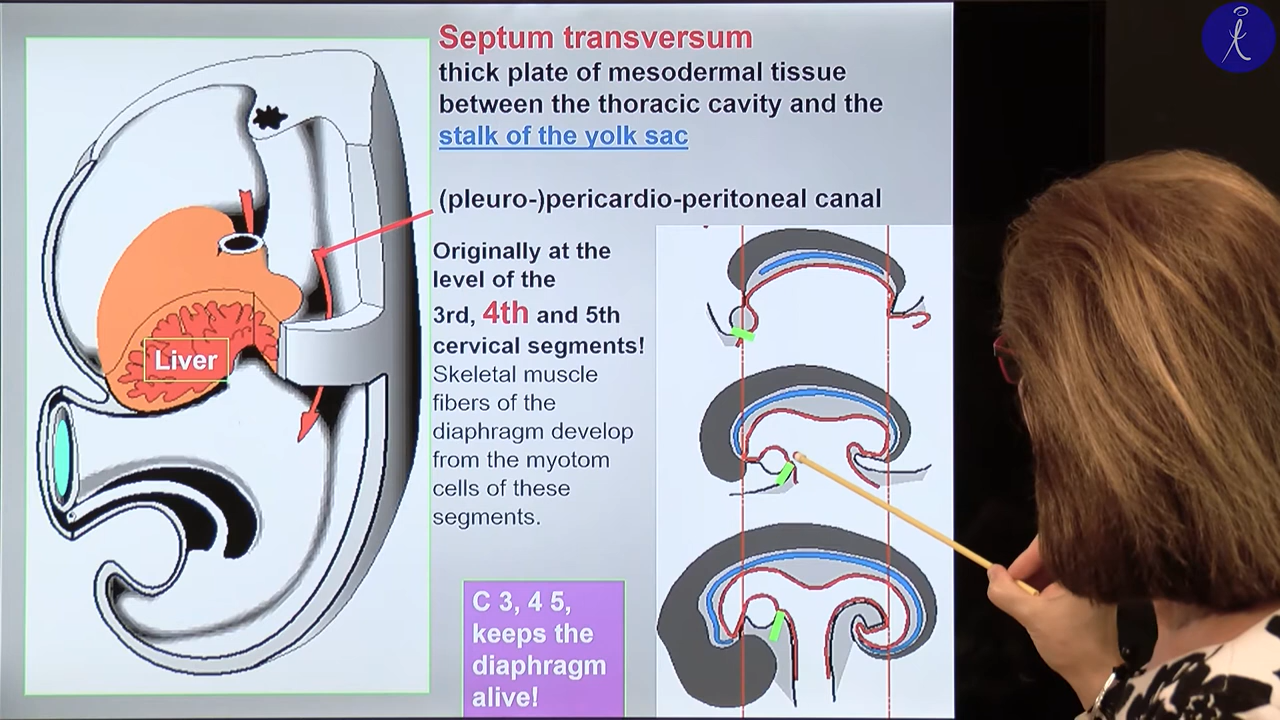 Septum transversum
thick plate of mesodermal tissue
between the thoracic cavity and the
stalk of the yolk sac
(pleuro-)pericardio-peritoneal canal
Originally at the
level of the
3rd, 4th and 5th
cervical segments!
Skeletal muscle
fibers of the
diaphragm develop
from the myotom
cells of these
segments.
Liver
C 3, 4 5,
keeps the
diaphragm
alive!